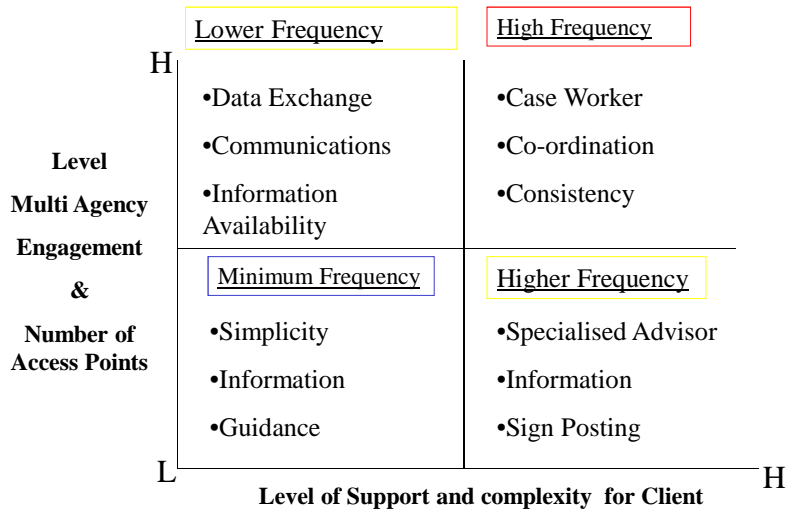 Lower Frequency
High Frequency
H
•Data Exchange
•Communications
•Information
Availability
•Case Worker
•Co-ordination
•Consistency
Level
Multi Agency
Engagement
&
Number of
Access Points
Minimum Frequency
Higher Frequency
•Simplicity
•Information
•Guidance
•Specialised Advisor
•Information
•Sign Posting
L
H
Level of Support and complexity for Client